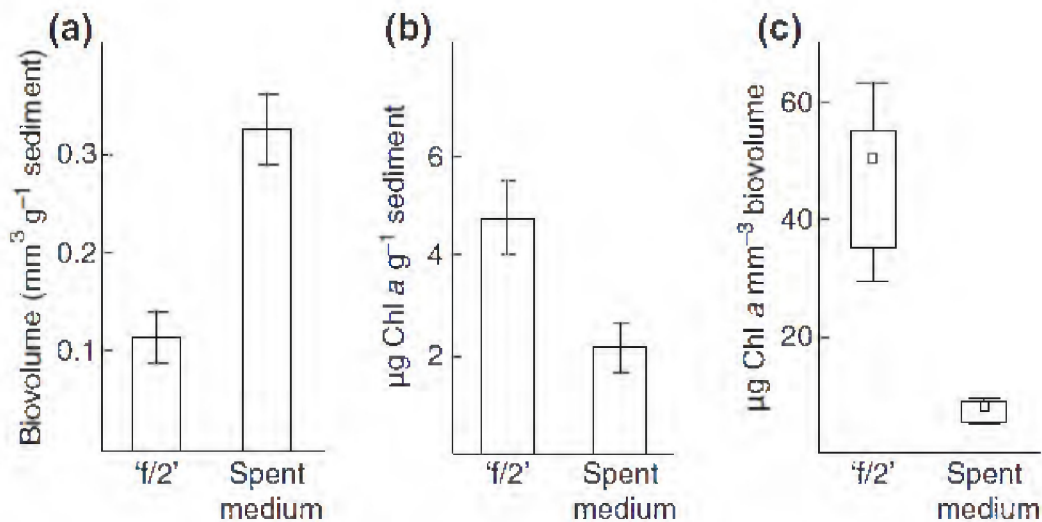 (a)
Biovolume (mm³ g⁻¹ sediment)
0.3
0.2
0.1
'f/2'
Spent
medium
(b)
µg Chl a g⁻¹ sediment
6
4
2
'f/2'
Spent
medium
(c)
µg Chl a mm⁻³ biovolume
60
40
20
'f/2'
Spent
medium